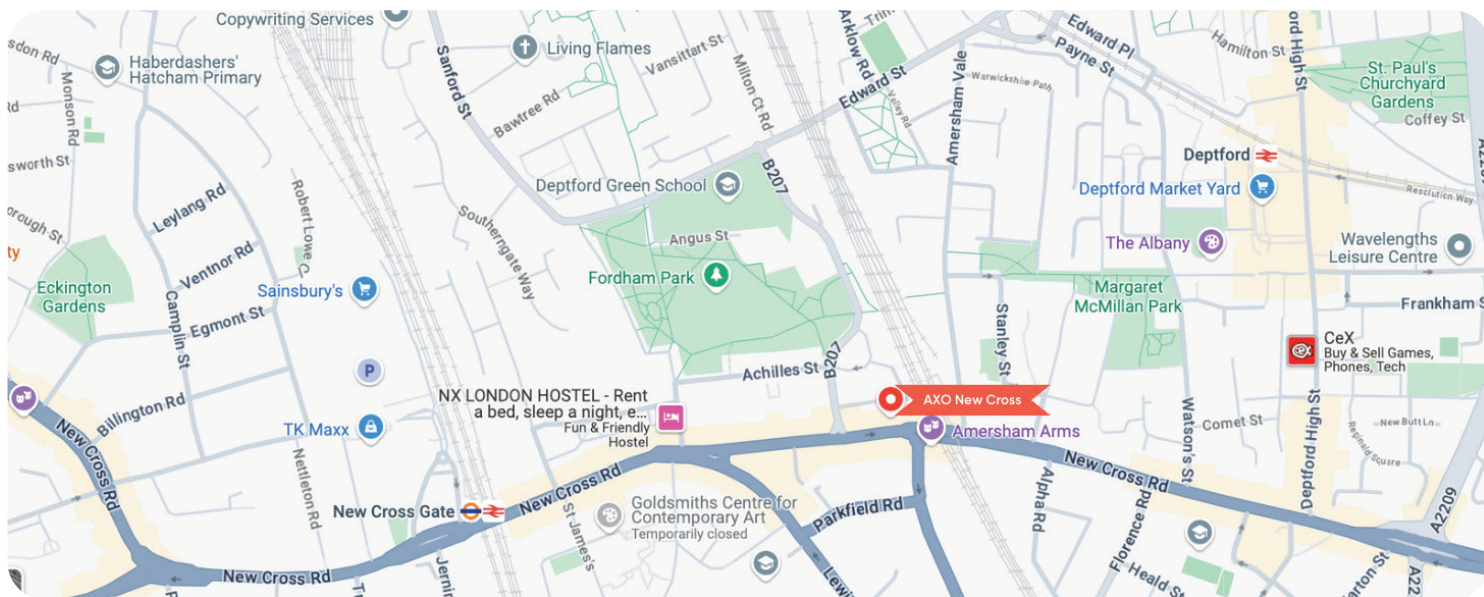 Copywriting Services
Haberdashers'
Hatcham Primary
Monson Rd
Sanford St
Living Flames
Vansittart St
Bawtree Rd
Milton Ct Rd
Arklow Rd
Edward St
Valley Rd
Amersham Vale
Warwickshire Path
Edward Pl
Payne St
Hamilton St
St. Paul's
Churchyard
Gardens
Coffey St
Deptford
Deptford Market Yard
Resolution Way
Deptford Green School
B207
Angus St
Fordham Park
The Albany
Wavelengths
Leisure Centre
Leylang Rd
Robert Lowe C
Southerngate Way
Ventnor Rd
Eckington
Gardens
Camplin St
Egmont St
Sainsbury's
Margaret
McMillan Park
Frankham S
Stanley St
CeX
Buy & Sell Games,
Phones, Tech
P
Achilles St
B207
NX LONDON HOSTEL - Rent
a bed, sleep a night, e...
Fun & Friendly
Hostel
AXO New Cross
Amersham Arms
Billington Rd
TK Maxx
New Cross Rd
Nettleton Rd
New Cross Gate
New Cross Rd
New Cross Rd
St James's
Goldsmiths Centre for
Contemporary Art
Temporarily closed
Parkfield Rd
Alpha Rd
New Cross Rd
Florence Rd
Watson's St
Comet St
Deptford High St
New Butt Ln
Reginald Square
A2209
Heald St
New Cross Rd